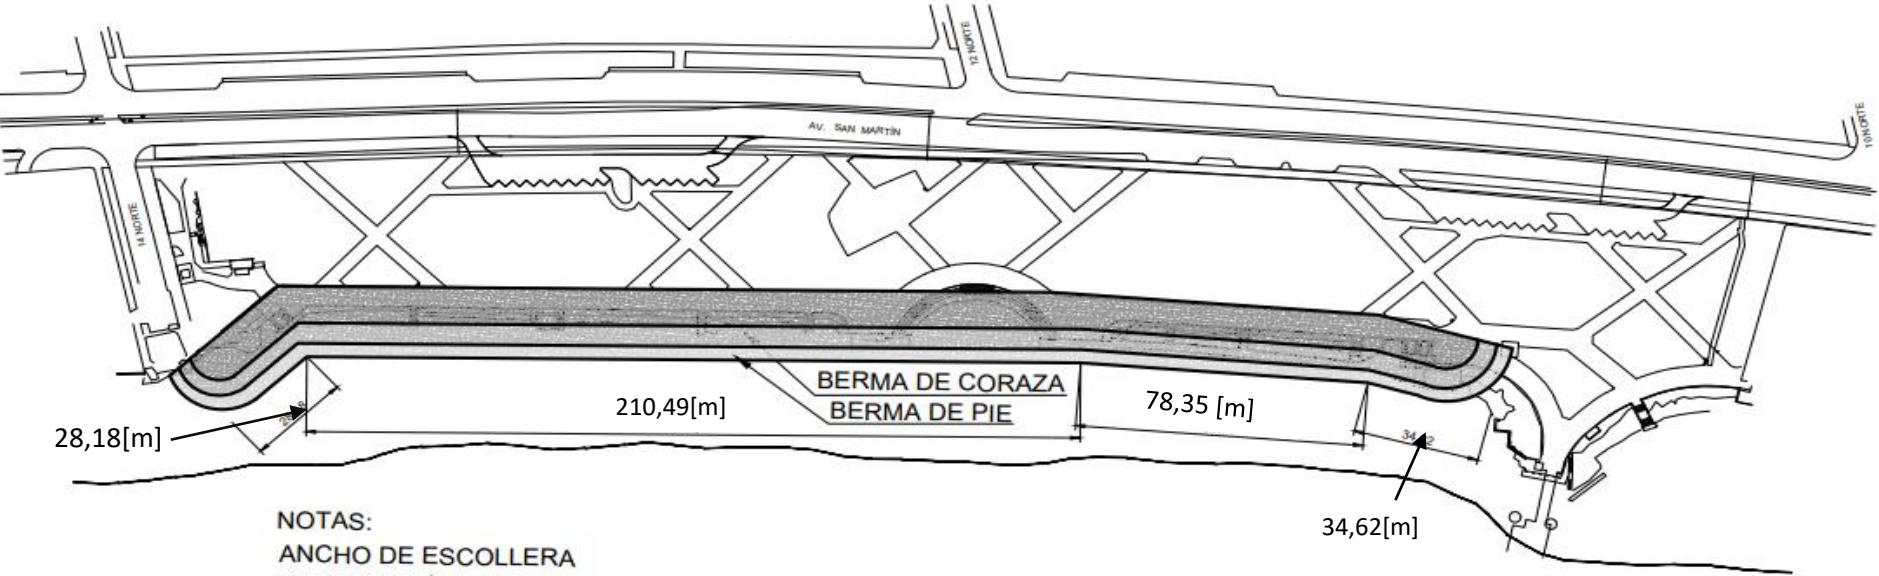 12 NORTE
10 NORTE
AV. SAN MARTÍN
14 NORTE
BERMA DE CORAZA
BERMA DE PIE
210,49[m]
78,35 [m]
28,18[m]
34,62[m]
NOTAS:
ANCHO DE ESCOLLERA